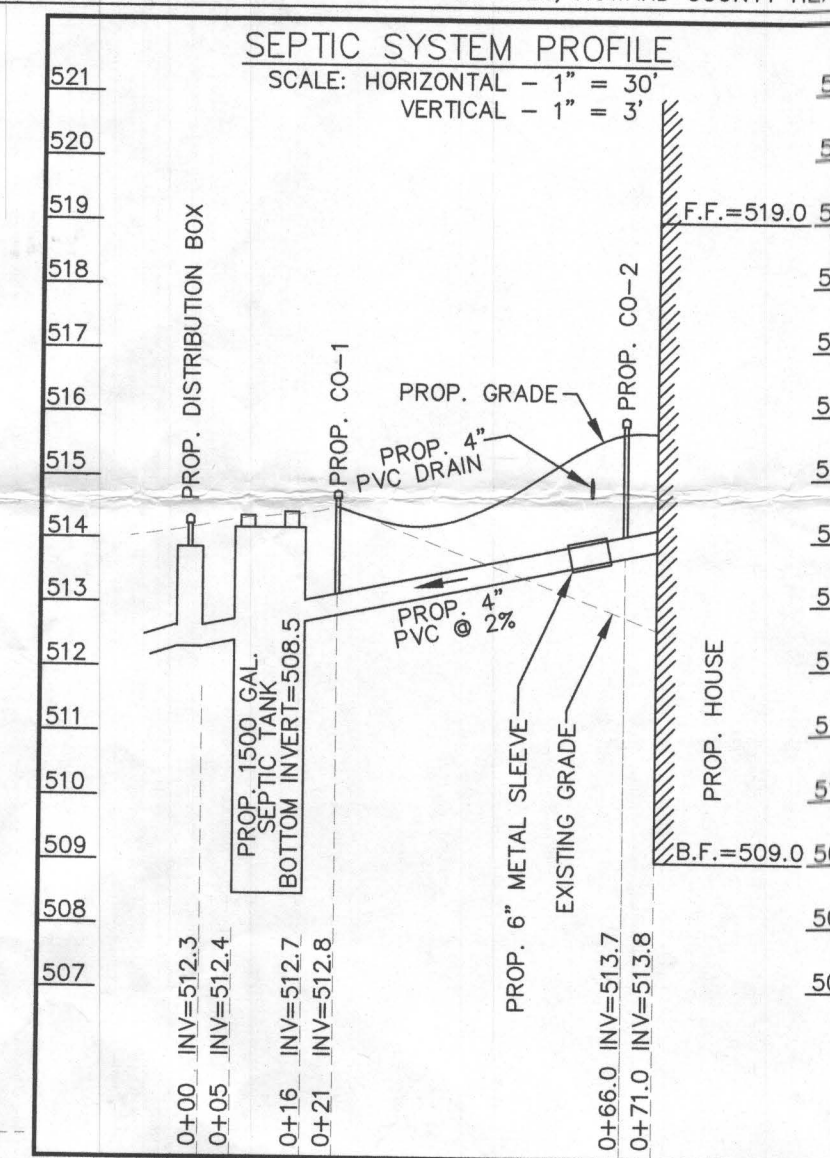 SEPTIC SYSTEM PROFILE
SCALE: HORIZONTAL - 1" = 30'
VERTICAL - 1" = 3'
521
520
519
518
517
516
515
514
513
512
511
510
509
508
507
PROP. DISTRIBUTION BOX
PROP. CO-1
PROP. GRADE
PROP. 4"
PVC DRAIN
PROP. CO-2
F.F.=519.0
PROP. 4"
PVC @ 2%
PROP. 1500 GAL.
SEPTIC TANK
BOTTOM INVERT=508.5
PROP. 6" METAL SLEEVE
EXISTING GRADE
PROP. HOUSE
B.F.=509.0
0+00 INV=512.3
0+05 INV=512.4
0+16 INV=512.7
0+21 INV=512.8
0+66.0 INV=513.7
0+71.0 INV=513.8